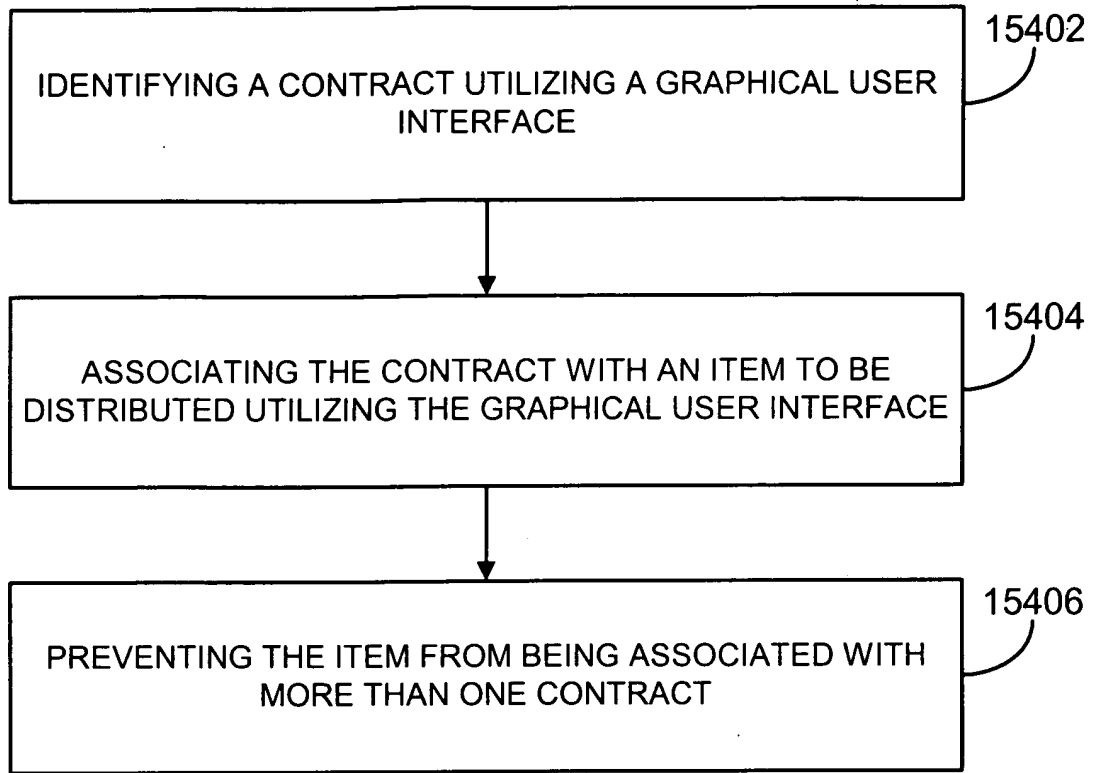 15402
IDENTIFYING A CONTRACT UTILIZING A GRAPHICAL USER
INTERFACE
15404
ASSOCIATING THE CONTRACT WITH AN ITEM TO BE
DISTRIBUTED UTILIZING THE GRAPHICAL USER INTERFACE
15406
PREVENTING THE ITEM FROM BEING ASSOCIATED WITH
MORE THAN ONE CONTRACT